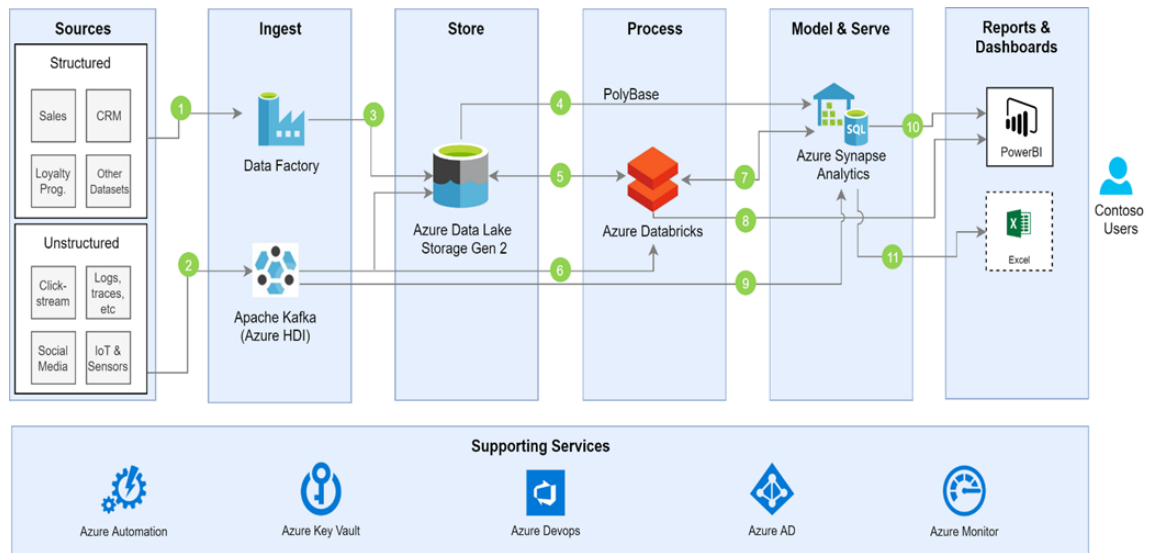 Sources
Ingest
Store
Process
Model & Serve
Reports &
Dashboards
Structured
Sales
CRM
Loyalty
Prog.
Other
Datasets
Unstructured
Click-
stream
Logs,
traces,
etc
Social
Media
IoT &
Sensors
1
2
Data Factory
Apache Kafka
(Azure HDI)
3
4
PolyBase
5
6
7
8
9
10
11
Azure Data Lake
Storage Gen 2
Azure Databricks
SQL
Azure Synapse
Analytics
PowerBI
X
Excel
Contoso
Users
Supporting Services
Azure Automation
Azure Key Vault
Azure Devops
Azure AD
Azure Monitor